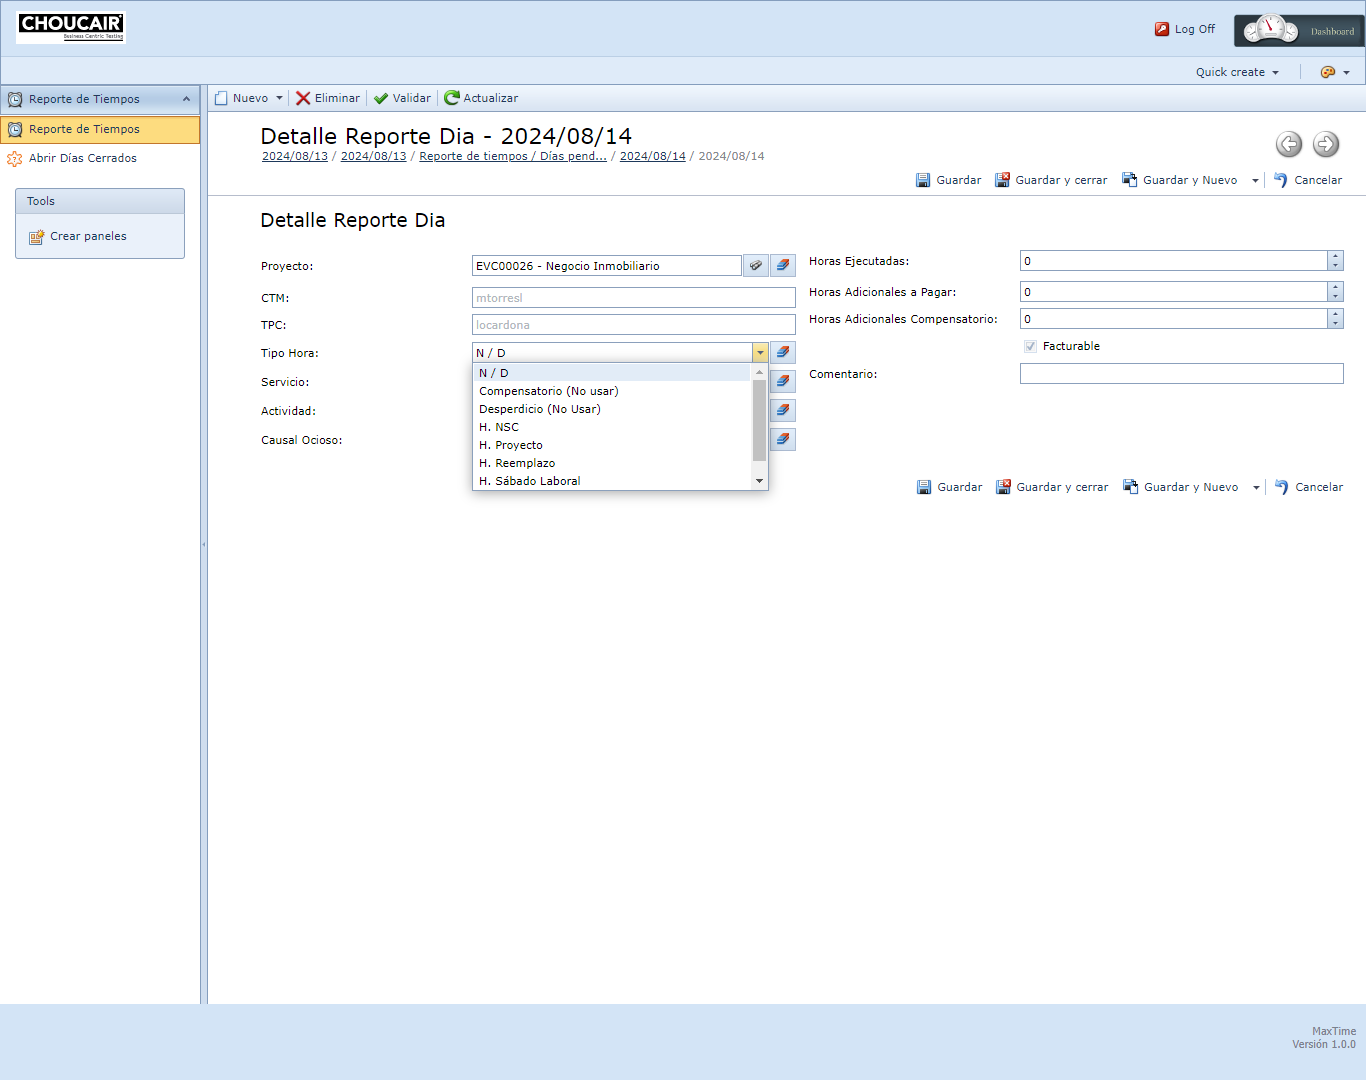 CHOUCAIR
Business Centric Testing
Log Off
Dashboard
Quick create
Reporte de Tiempos
Nuevo
Eliminar
Validar
Actualizar
Reporte de Tiempos
Abrir Días Cerrados
Tools
Crear paneles
Detalle Reporte Dia - 2024/08/14
2024/08/13 / 2024/08/13 / Reporte de tiempos / Días pend... / 2024/08/14 / 2024/08/14
Guardar
Guardar y cerrar
Guardar y Nuevo
Cancelar
Detalle Reporte Dia
Proyecto:
EVC00026 - Negocio Inmobiliario
CTM:
mtorresl
TPC:
locardona
Tipo Hora:
N / D
N / D
Compensatorio (No usar)
Desperdicio (No Usar)
H. NSC
H. Proyecto
H. Reemplazo
H. Sábado Laboral
Servicio:
Actividad:
Causal Ocioso:
Horas Ejecutadas:
0
Horas Adicionales a Pagar:
0
Horas Adicionales Compensatorio:
0
Facturable
Comentario:
Guardar
Guardar y cerrar
Guardar y Nuevo
Cancelar
MaxTime
Versión 1.0.0